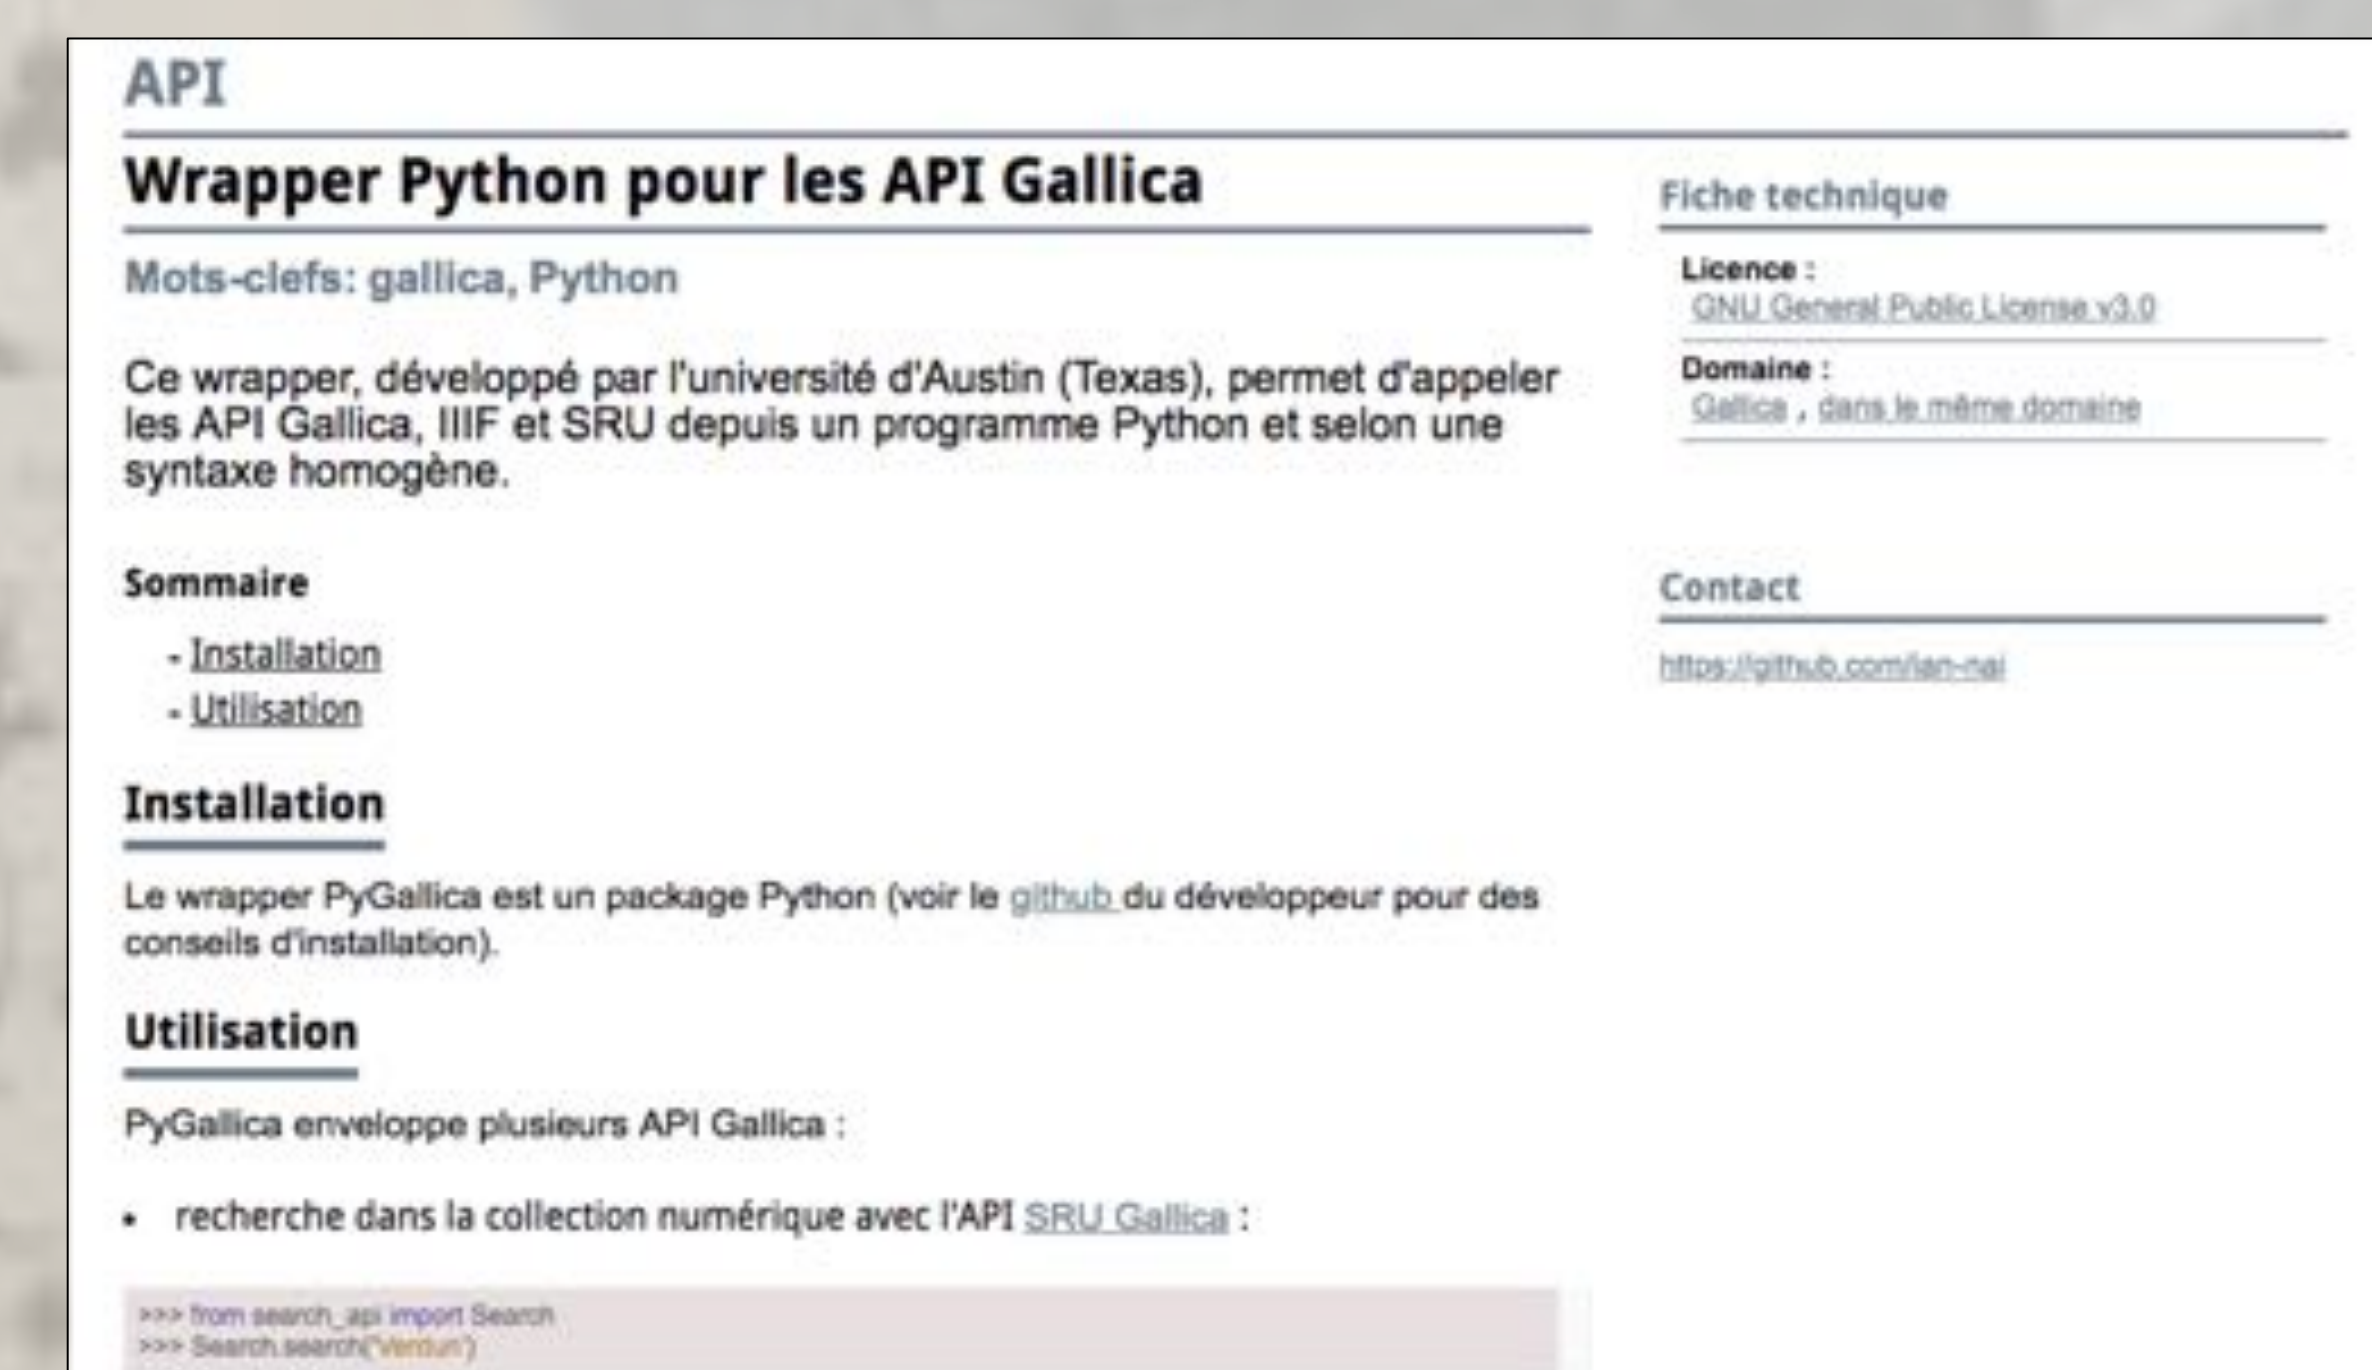 API
Wrapper Python pour les API Gallica
Mots-clefs: gallica, Python
Ce wrapper, développé par l'université d'Austin (Texas), permet d'appeler
les API Gallica, IIIF et SRU depuis un programme Python et selon une
syntaxe homogène.
Sommaire
- Installation
- Utilisation
Installation
Le wrapper PyGallica est un package Python (voir le github du développeur pour des
conseils d'installation).
Utilisation
PyGallica enveloppe plusieurs API Gallica :
• recherche dans la collection numérique avec l'API SRU Gallica :
>>> from search_api import Search
>>> Search.search('Verdun')
Fiche technique
Licence :
GNU General Public License v3.0
Domaine :
Gallica , dans le même domaine
Contact
https://github.com/ian-nai